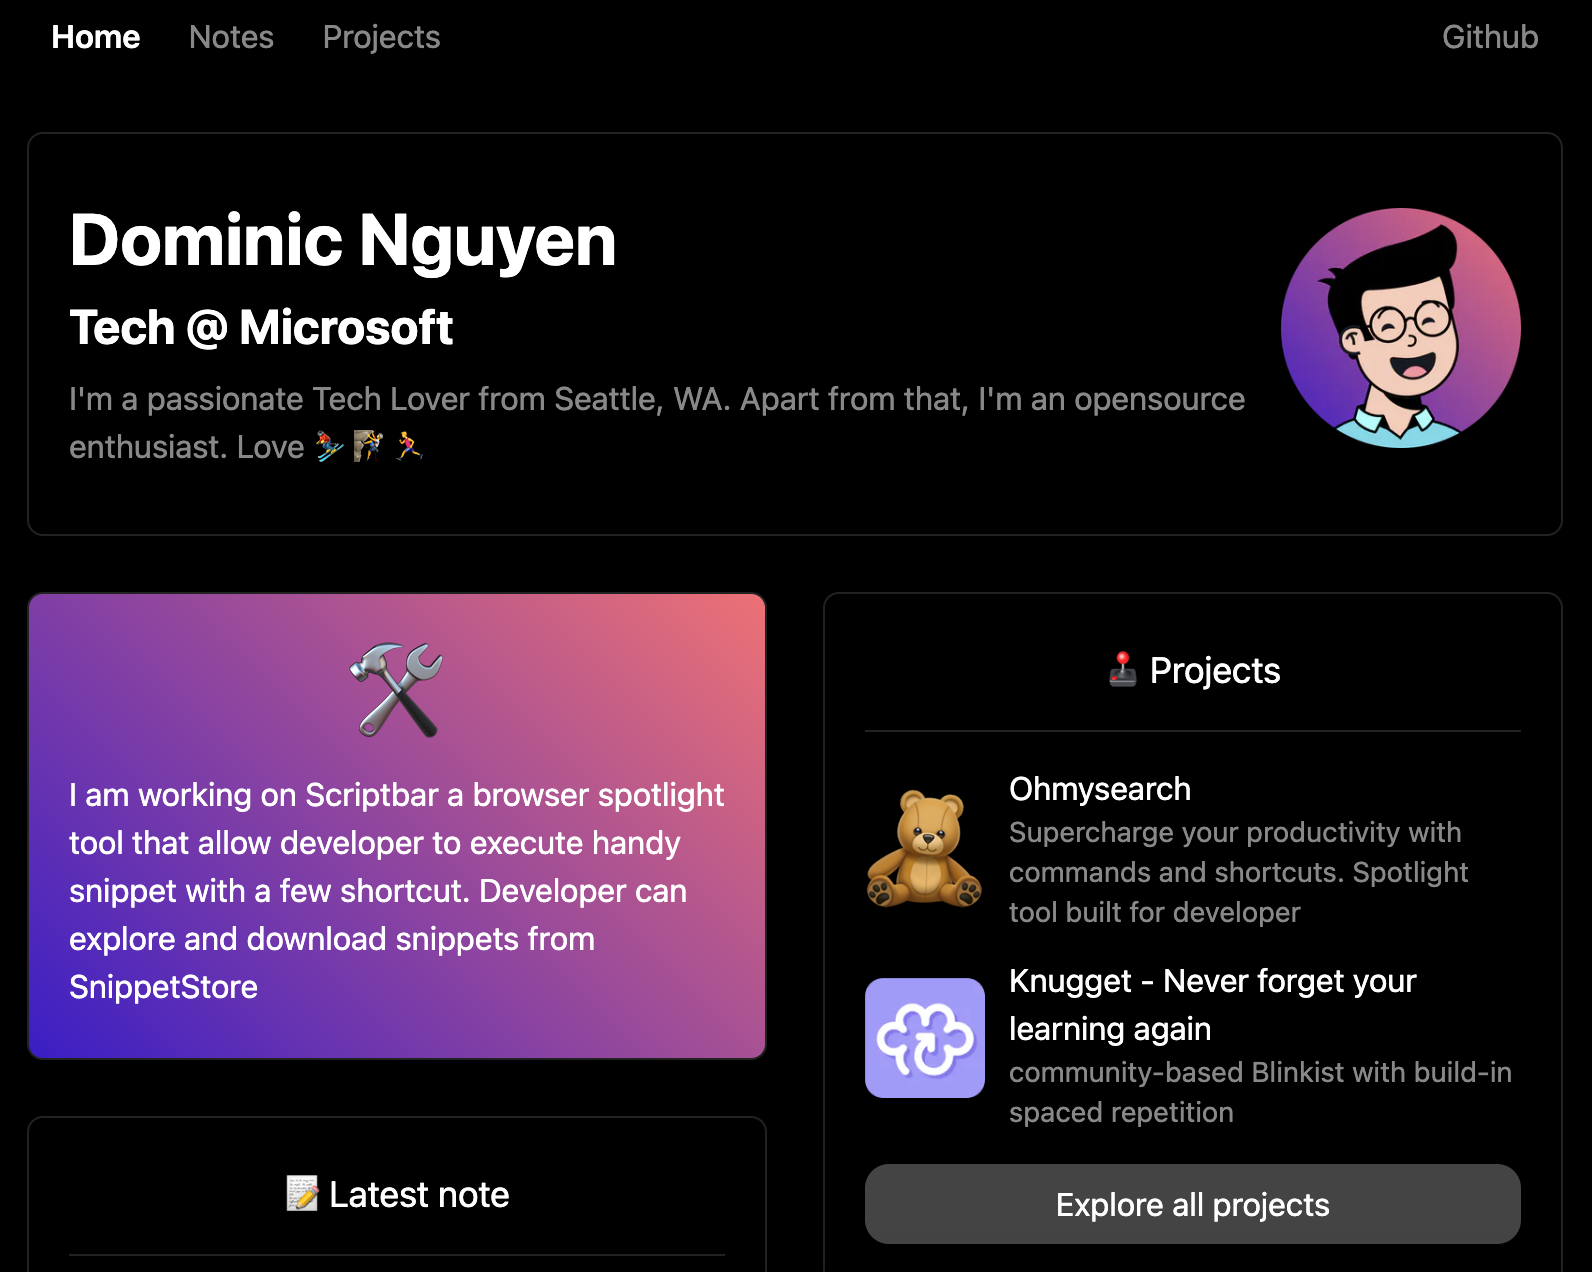 Home Notes Projects Github
Dominic Nguyen
Tech @ Microsoft
I'm a passionate Tech Lover from Seattle, WA. Apart from that, I'm an opensource
enthusiast. Love ⛷️ 🧗 🏃
🛠️
I am working on Scriptbar a browser spotlight
tool that allow developer to execute handy
snippet with a few shortcut. Developer can
explore and download snippets from
SnippetStore
📝 Latest note
🕹️ Projects
Ohmysearch
Supercharge your productivity with
commands and shortcuts. Spotlight
tool built for developer
Knugget - Never forget your
learning again
community-based Blinkist with build-in
spaced repetition
Explore all projects